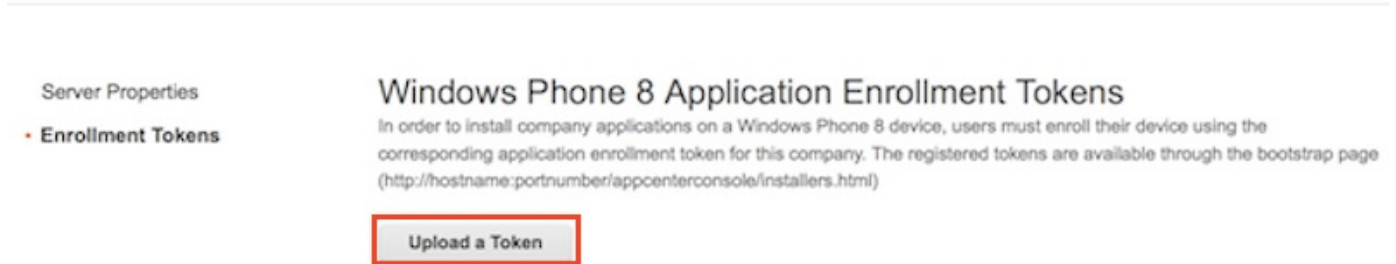 Server Properties
Enrollment Tokens
Windows Phone 8 Application Enrollment Tokens
In order to install company applications on a Windows Phone 8 device, users must enroll their device using the
corresponding application enrollment token for this company. The registered tokens are available through the bootstrap page
(http://hostname:portnumber/appcenterconsole/installers.html)
Upload a Token